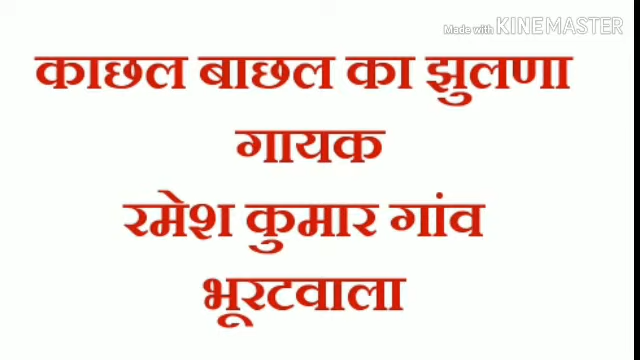 Made with KINEMASTER
काछल बाछल का झुलणा
गायक
रमेश कुमार गांव
भूरटवाला